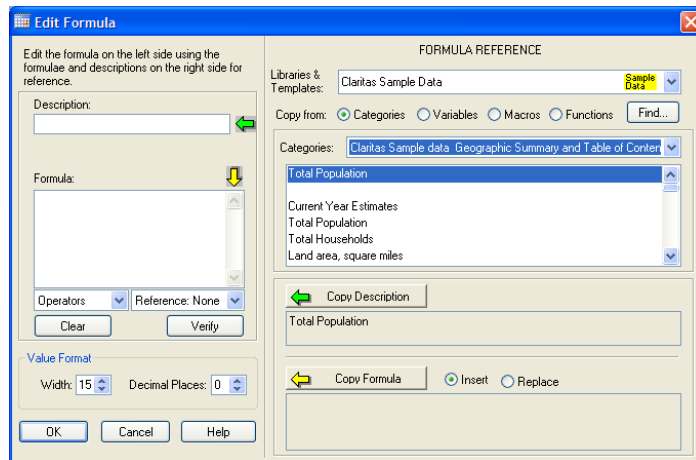 Edit Formula
Edit the formula on the left side using the
formulae and descriptions on the right side for
reference.
Description:
Formula:
Operators
Reference: None
Clear
Verify
Value Format
Width: 15
Decimal Places: 0
OK
Cancel
Help
FORMULA REFERENCE
Libraries &
Templates:
Claritas Sample Data
Sample
Data
Copy from:
Categories
Variables
Macros
Functions
Find...
Categories:
Claritas Sample data Geographic Summary and Table of Conten
Total Population
Current Year Estimates
Total Population
Total Households
Land area, square miles
Copy Description
Total Population
Copy Formula
Insert
Replace